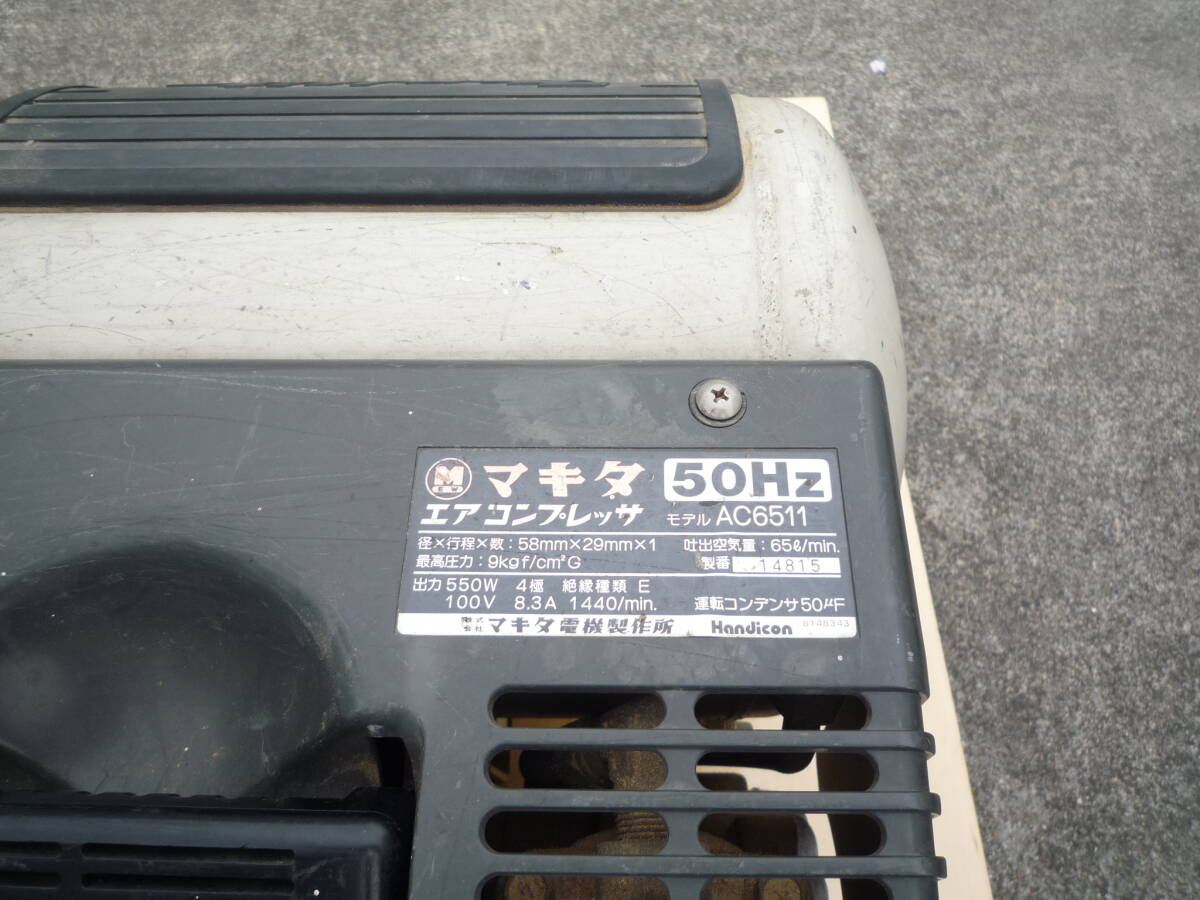 M
E W
マキタ 50Hz
エア コンプレッサ モデル AC6511
径×行程×数:58mm×29mm×1 吐出空気量:65ℓ/min.
最高圧力:9kgf/cm²G 製番 14815
出力 550W 4極 絶縁種類 E
100V 8.3A 1440/min. 運転コンデンサ50μF
株式会社 マキタ電機製作所 Handicon 8148343